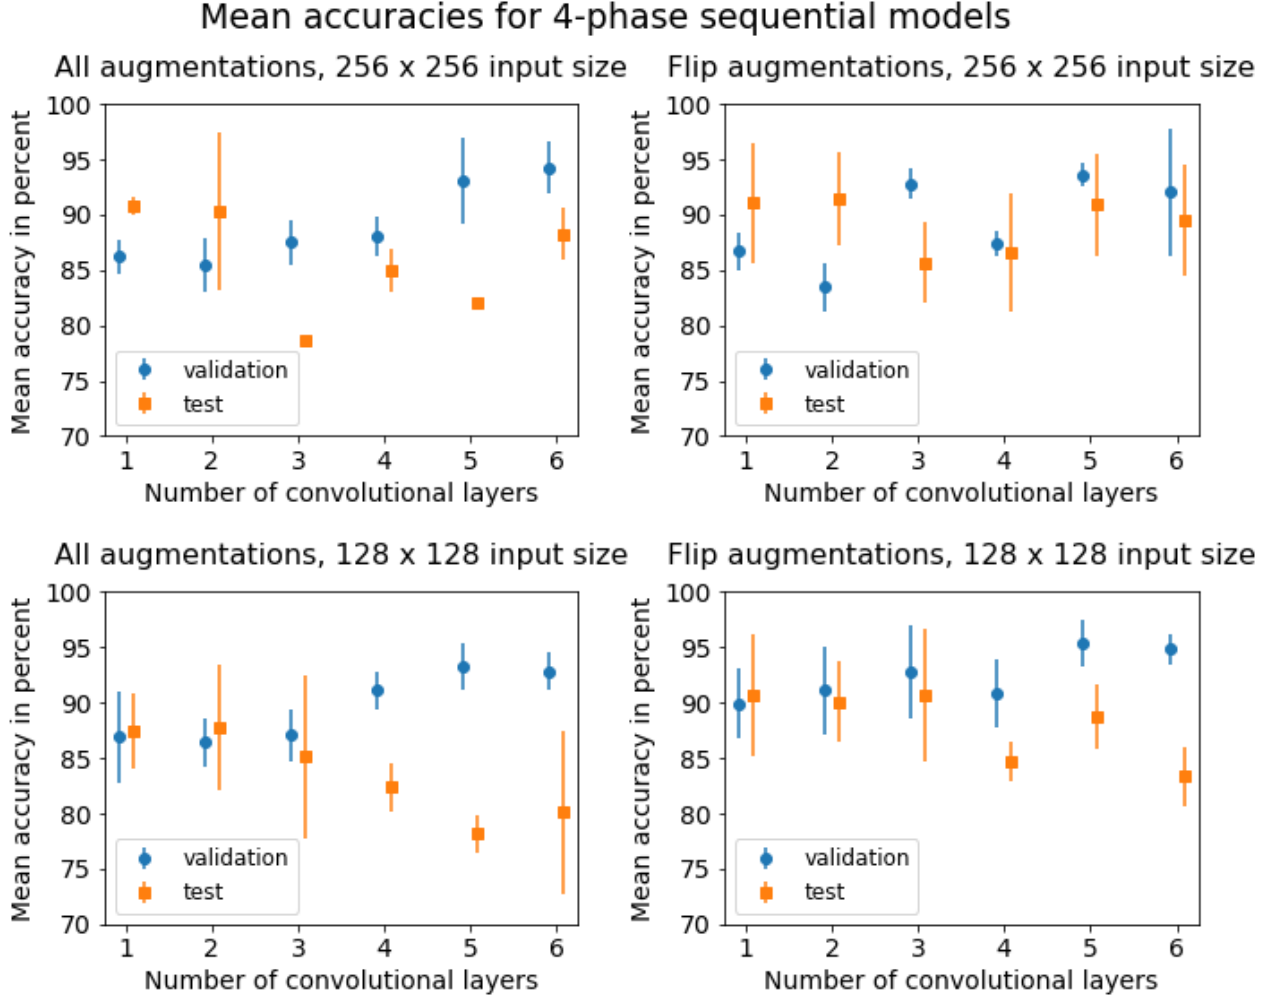 Mean accuracies for 4-phase sequential models
All augmentations, 256 x 256 input size
Mean accuracy in percent
100
95
90
85
80
75
70
validation
test
1 2 3 4 5 6
Number of convolutional layers
Flip augmentations, 256 x 256 input size
Mean accuracy in percent
100
95
90
85
80
75
70
validation
test
1 2 3 4 5 6
Number of convolutional layers
All augmentations, 128 x 128 input size
Mean accuracy in percent
100
95
90
85
80
75
70
validation
test
1 2 3 4 5 6
Number of convolutional layers
Flip augmentations, 128 x 128 input size
Mean accuracy in percent
100
95
90
85
80
75
70
validation
test
1 2 3 4 5 6
Number of convolutional layers